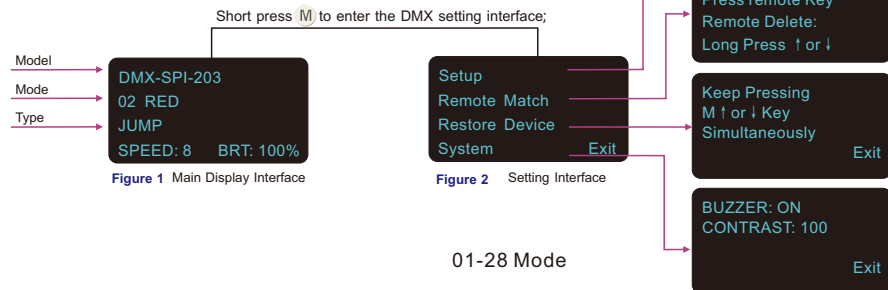 Short press M to enter the DMX setting interface;
Model
Mode
Type
DMX-SPI-203
02 RED
JUMP
SPEED: 8 BRT: 100%
Figure 1 Main Display Interface
Setup
Remote Match
Restore Device
System Exit
Figure 2 Setting Interface
Press remote Key
Remote Delete:
Long Press ↑ or ↓
Keep Pressing
M ↑ or ↓ Key
Simultaneously
Exit
BUZZER: ON
CONTRAST: 100
Exit
01-28 Mode